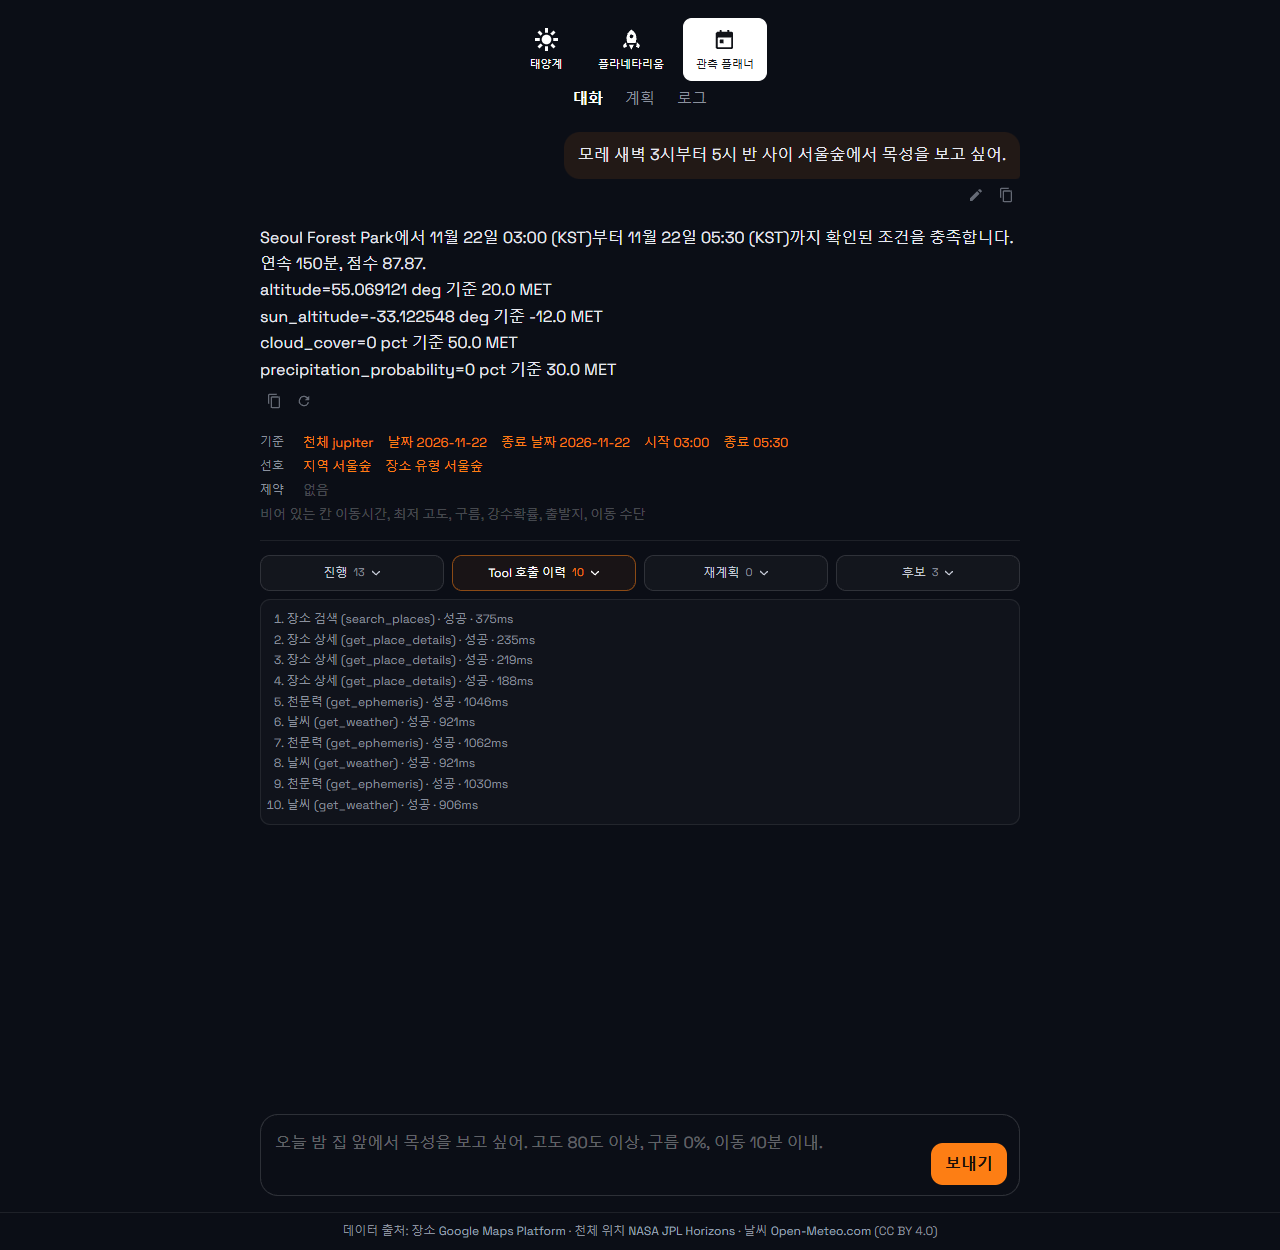 태양계 플라네타리움 관측 플래너
대화 계획 로그
모레 새벽 3시부터 5시 반 사이 서울숲에서 목성을 보고 싶어.
Seoul Forest Park에서 11월 22일 03:00 (KST)부터 11월 22일 05:30 (KST)까지 확인된 조건을 충족합니다.
연속 150분, 점수 87.87.
altitude=55.069121 deg 기준 20.0 MET
sun_altitude=-33.122548 deg 기준 -12.0 MET
cloud_cover=0 pct 기준 50.0 MET
precipitation_probability=0 pct 기준 30.0 MET
기준 천체 jupiter 날짜 2026-11-22 종료 날짜 2026-11-22 시작 03:00 종료 05:30
선호 지역 서울숲 장소 유형 서울숲
제약 없음
비어 있는 칸 이동시간, 최저 고도, 구름, 강수확률, 출발지, 이동 수단
진행 13 Tool 호출 이력 10 재계획 0 후보 3
1. 장소 검색 (search_places) · 성공 · 375ms
2. 장소 상세 (get_place_details) · 성공 · 235ms
3. 장소 상세 (get_place_details) · 성공 · 219ms
4. 장소 상세 (get_place_details) · 성공 · 188ms
5. 천문력 (get_ephemeris) · 성공 · 1046ms
6. 날씨 (get_weather) · 성공 · 921ms
7. 천문력 (get_ephemeris) · 성공 · 1062ms
8. 날씨 (get_weather) · 성공 · 921ms
9. 천문력 (get_ephemeris) · 성공 · 1030ms
10. 날씨 (get_weather) · 성공 · 906ms
오늘 밤 집 앞에서 목성을 보고 싶어. 고도 80도 이상, 구름 0%, 이동 10분 이내.
보내기
데이터 출처: 장소 Google Maps Platform · 천체 위치 NASA JPL Horizons · 날씨 Open-Meteo.com (CC BY 4.0)